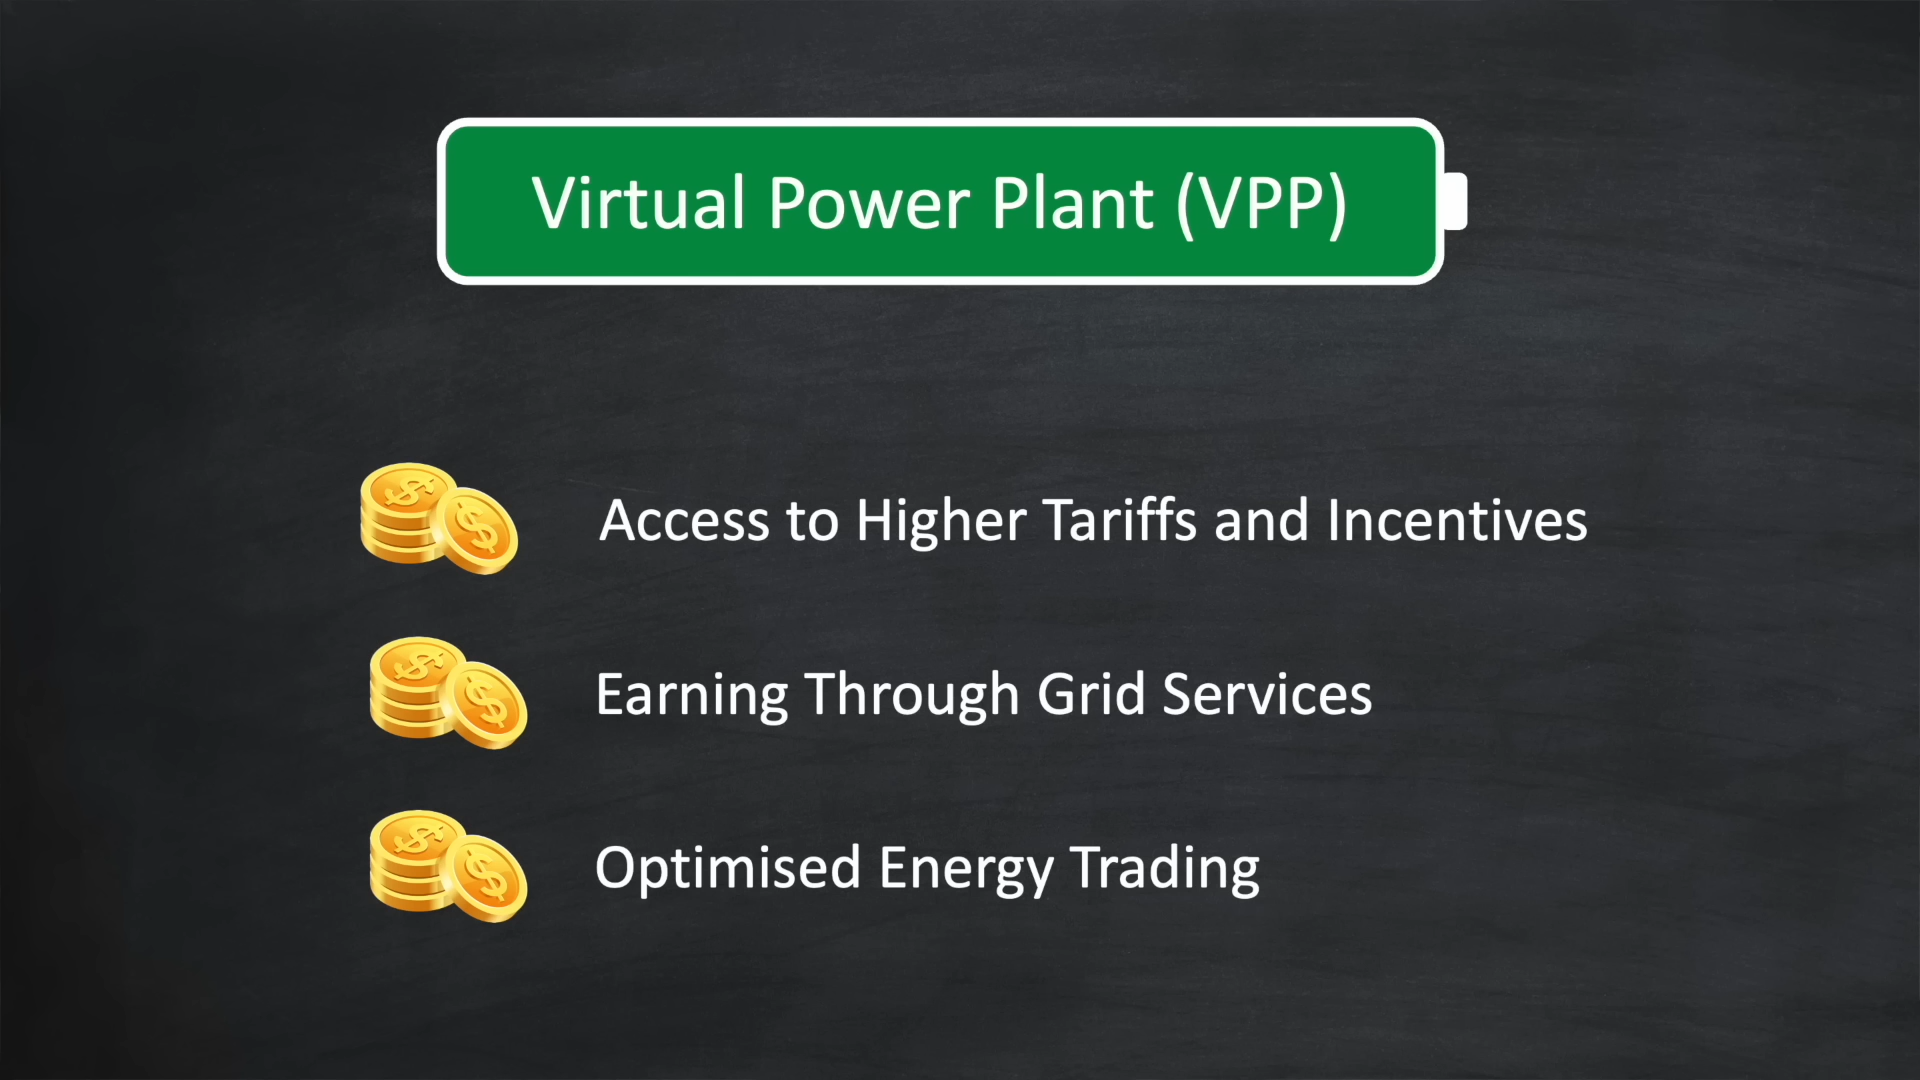 Virtual Power Plant (VPP)
Access to Higher Tariffs and Incentives
Earning Through Grid Services
Optimised Energy Trading